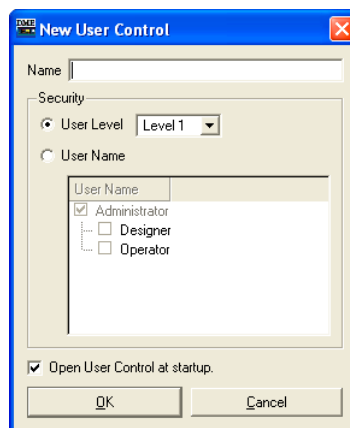 DME
New User Control
Name
Security
User Level Level 1
User Name
User Name
Administrator
Designer
Operator
Open User Control at startup.
OK Cancel